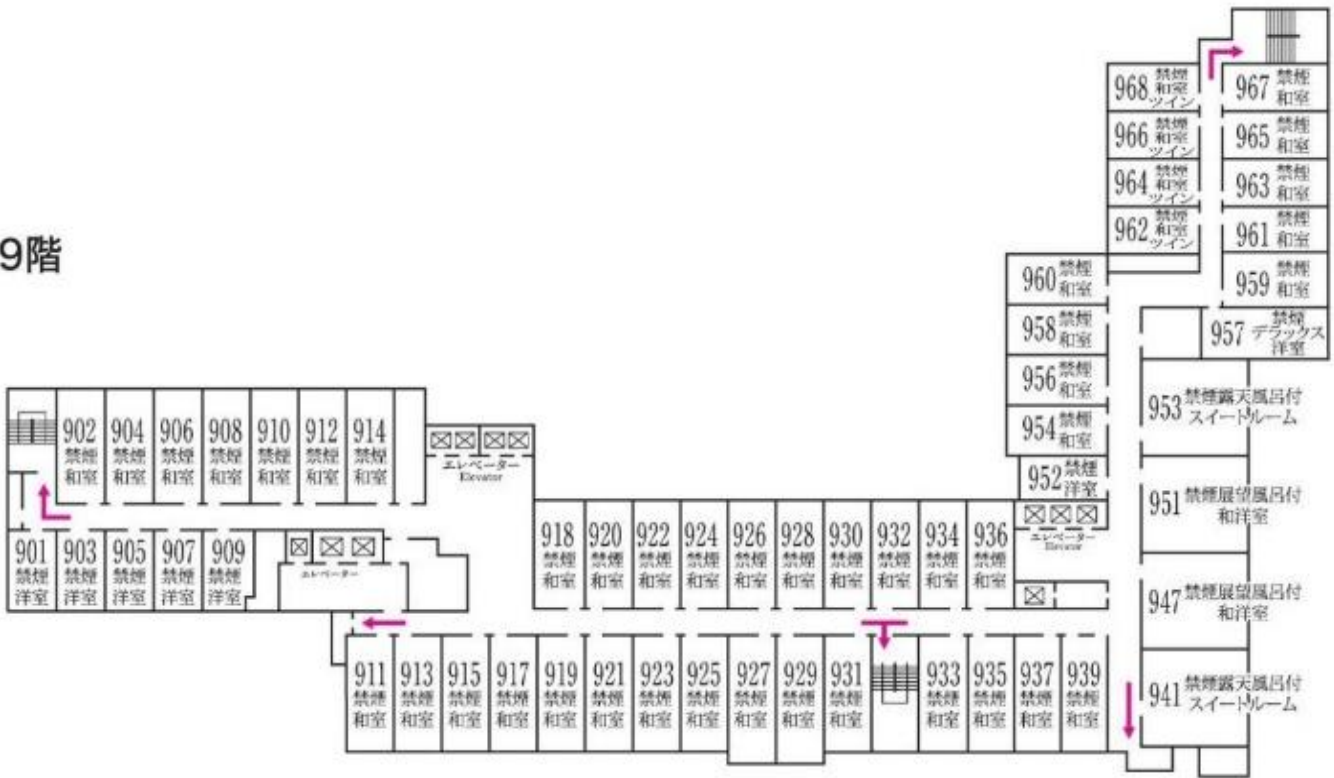 9階
968 禁煙
和室
ツイン
967 禁煙
和室
966 禁煙
和室
ツイン
965 禁煙
和室
964 禁煙
和室
ツイン
963 禁煙
和室
962 禁煙
和室
ツイン
961 禁煙
和室
960 禁煙
和室
959 禁煙
和室
958 禁煙
和室
957 禁煙
デラックス
洋室
956 禁煙
和室
953 禁煙露天風呂付
スイートルーム
954 禁煙
和室
952 禁煙
洋室
951 禁煙展望風呂付
和洋室
エレベーター
Elevator
947 禁煙展望風呂付
和洋室
941 禁煙露天風呂付
スイートルーム
902
禁煙
和室
904
禁煙
和室
906
禁煙
和室
908
禁煙
和室
910
禁煙
和室
912
禁煙
和室
914
禁煙
和室
エレベーター
Elevator
901
禁煙
洋室
903
禁煙
洋室
905
禁煙
洋室
907
禁煙
洋室
909
禁煙
洋室
エレベーター
918
禁煙
和室
920
禁煙
和室
922
禁煙
和室
924
禁煙
和室
926
禁煙
和室
928
禁煙
和室
930
禁煙
和室
932
禁煙
和室
934
禁煙
和室
936
禁煙
和室
911
禁煙
和室
913
禁煙
和室
915
禁煙
和室
917
禁煙
和室
919
禁煙
和室
921
禁煙
和室
923
禁煙
和室
925
禁煙
和室
927
禁煙
和室
929
禁煙
和室
931
禁煙
和室
933
禁煙
和室
935
禁煙
和室
937
禁煙
和室
939
禁煙
和室